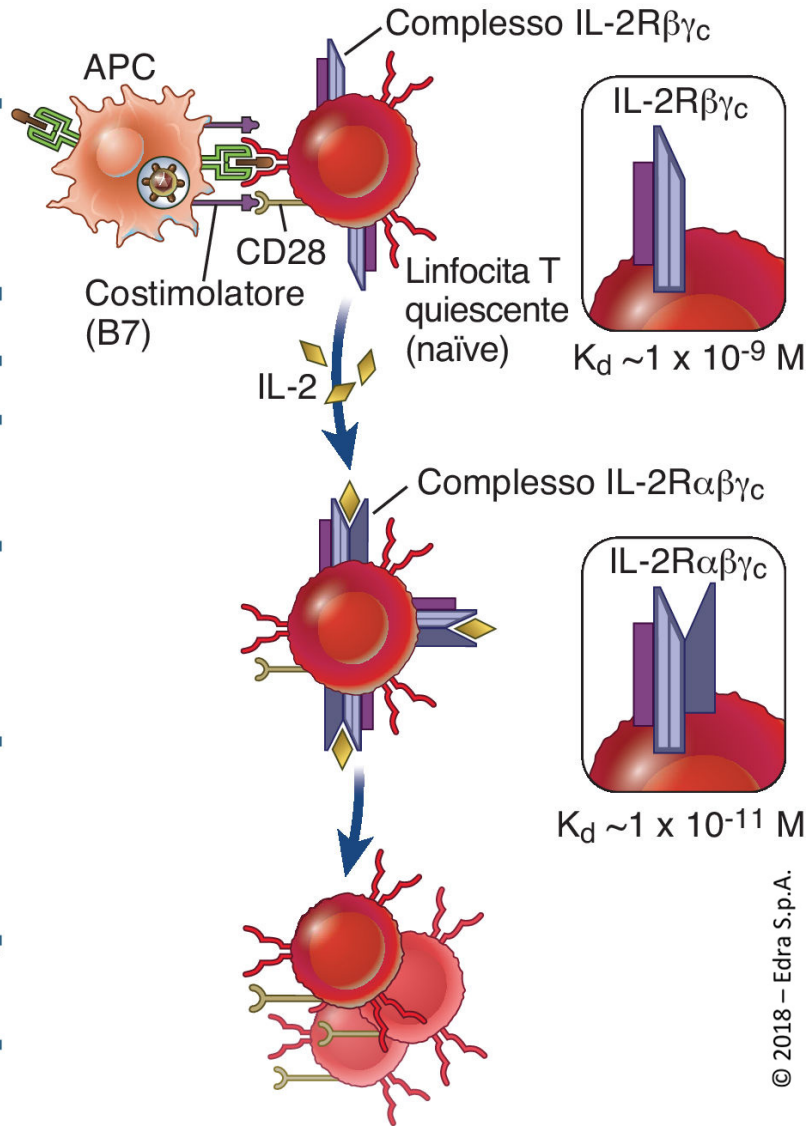 Complesso IL-2Rβγc
APC
IL-2Rβγc
CD28
Costimolatore
(B7)
Linfocita T
quiescente
(naïve)
Kd ~1 x 10-9 M
IL-2
Complesso IL-2Rαβγc
IL-2Rαβγc
Kd ~1 x 10-11 M
© 2018 – Edra S.p.A.